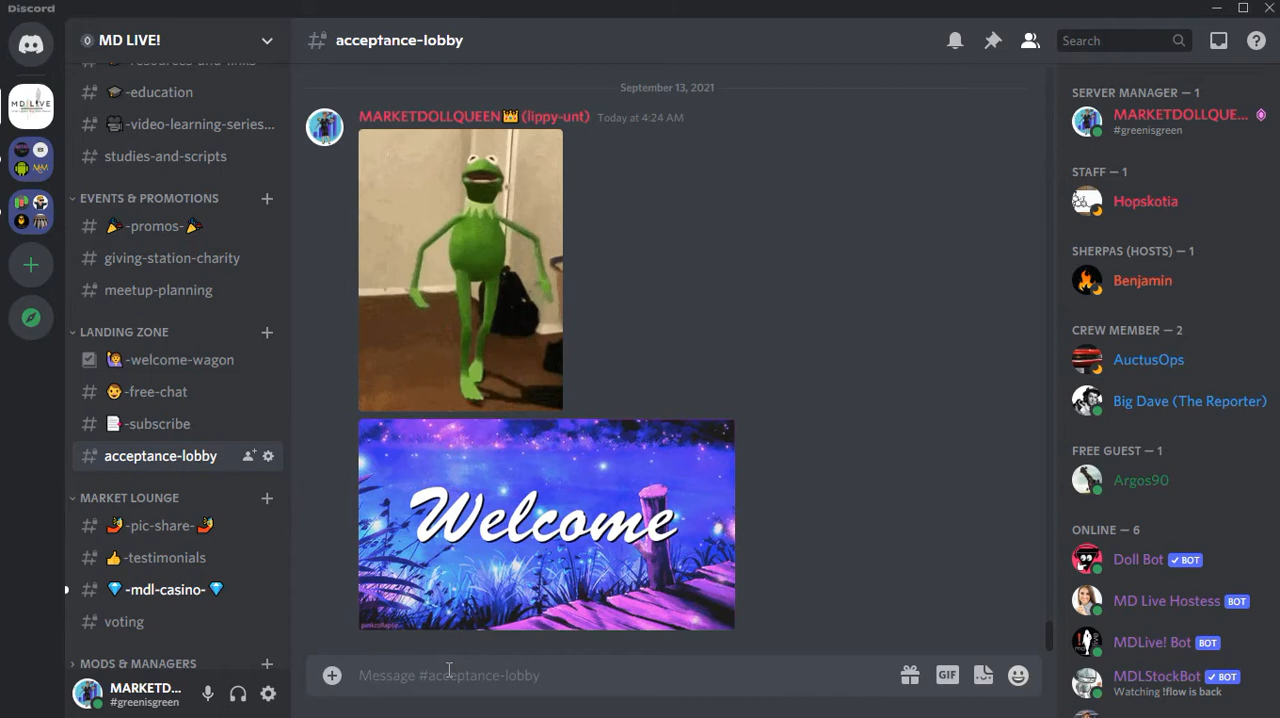 Discord
MD LIVE!
acceptance-lobby
Search
-resources-and-links
-education
-video-learning-series...
studies-and-scripts
EVENTS & PROMOTIONS
-promos-
giving-station-charity
meetup-planning
LANDING ZONE
-welcome-wagon
-free-chat
-subscribe
acceptance-lobby
MARKET LOUNGE
-pic-share-
-testimonials
-mdl-casino-
voting
MODS & MANAGERS
MARKETD...
#greenisgreen
September 13, 2021
MARKETDOLLQUEEN👑 (lippy-unt) Today at 4:24 AM
Welcome
Message #acceptance-lobby
GIF
SERVER MANAGER — 1
MARKETDOLLQUE...
#greenisgreen
STAFF — 1
Hopskotia
SHERPAS (HOSTS) — 1
Benjamin
CREW MEMBER — 2
AuctusOps
Big Dave (The Reporter)
FREE GUEST — 1
Argos90
ONLINE — 6
Doll Bot ✓ BOT
MD Live Hostess BOT
MDLive! Bot BOT
MDLStockBot ✓ BOT
Watching !flow is back